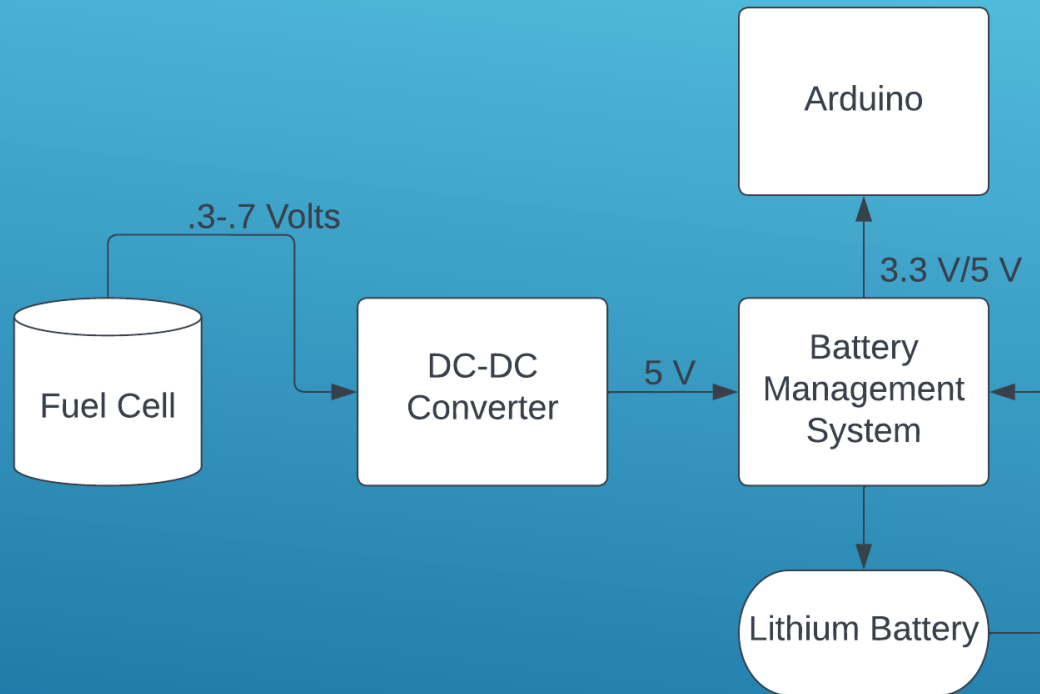 Arduino
.3-.7 Volts
3.3 V/5 V
Fuel Cell
DC-DC
Converter
5 V
Battery
Management
System
Lithium Battery